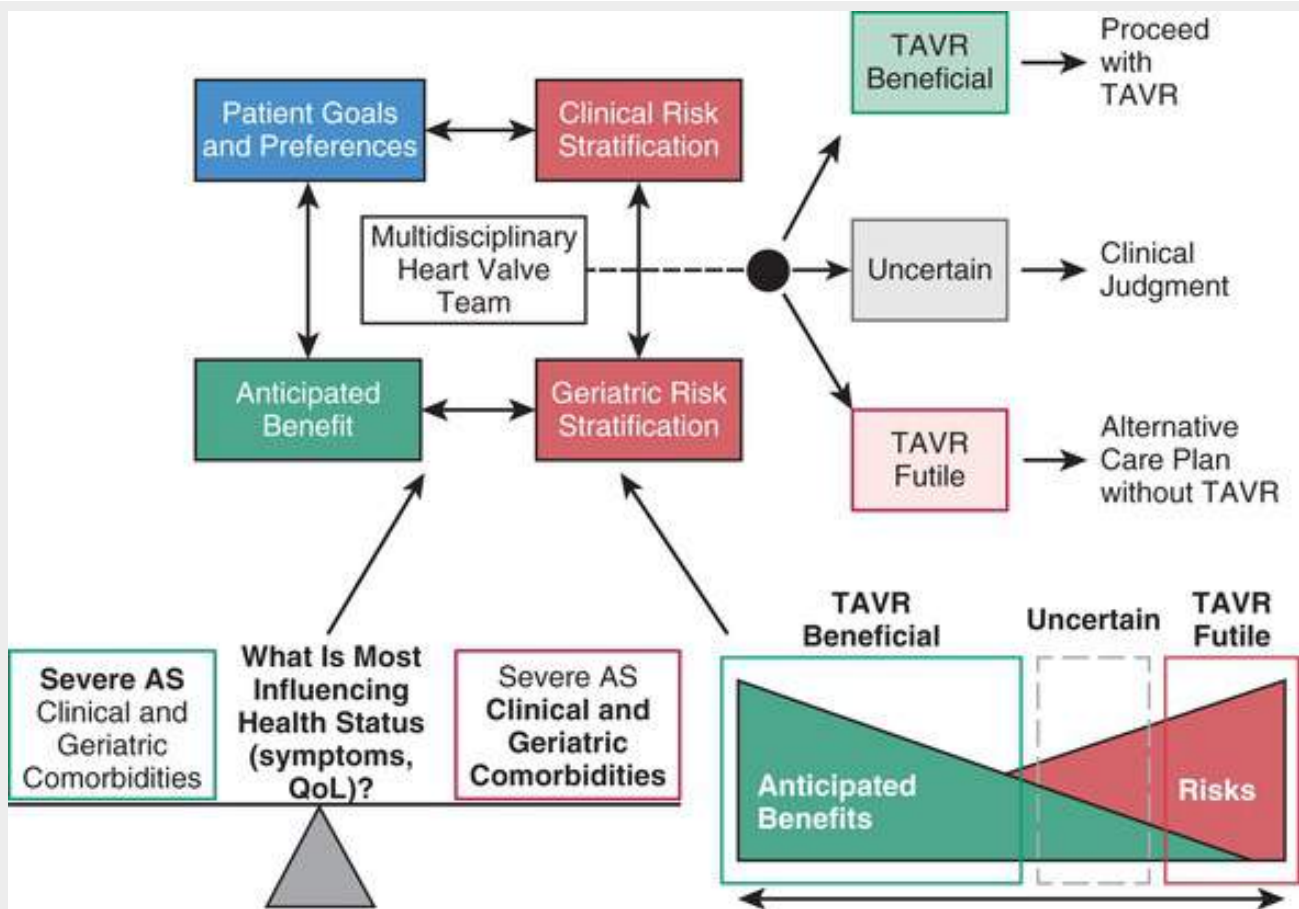 Patient Goals
and Preferences
Clinical Risk
Stratification
Multidisciplinary
Heart Valve
Team
Anticipated
Benefit
Geriatric Risk
Stratification
TAVR
Beneficial
Proceed
with
TAVR
Uncertain
Clinical
Judgment
TAVR
Futile
Alternative
Care Plan
without TAVR
Severe AS
Clinical and
Geriatric
Comorbidities
What Is Most
Influencing
Health Status
(symptoms,
QoL)?
Severe AS
Clinical and
Geriatric
Comorbidities
TAVR
Beneficial
Uncertain
TAVR
Futile
Anticipated
Benefits
Risks